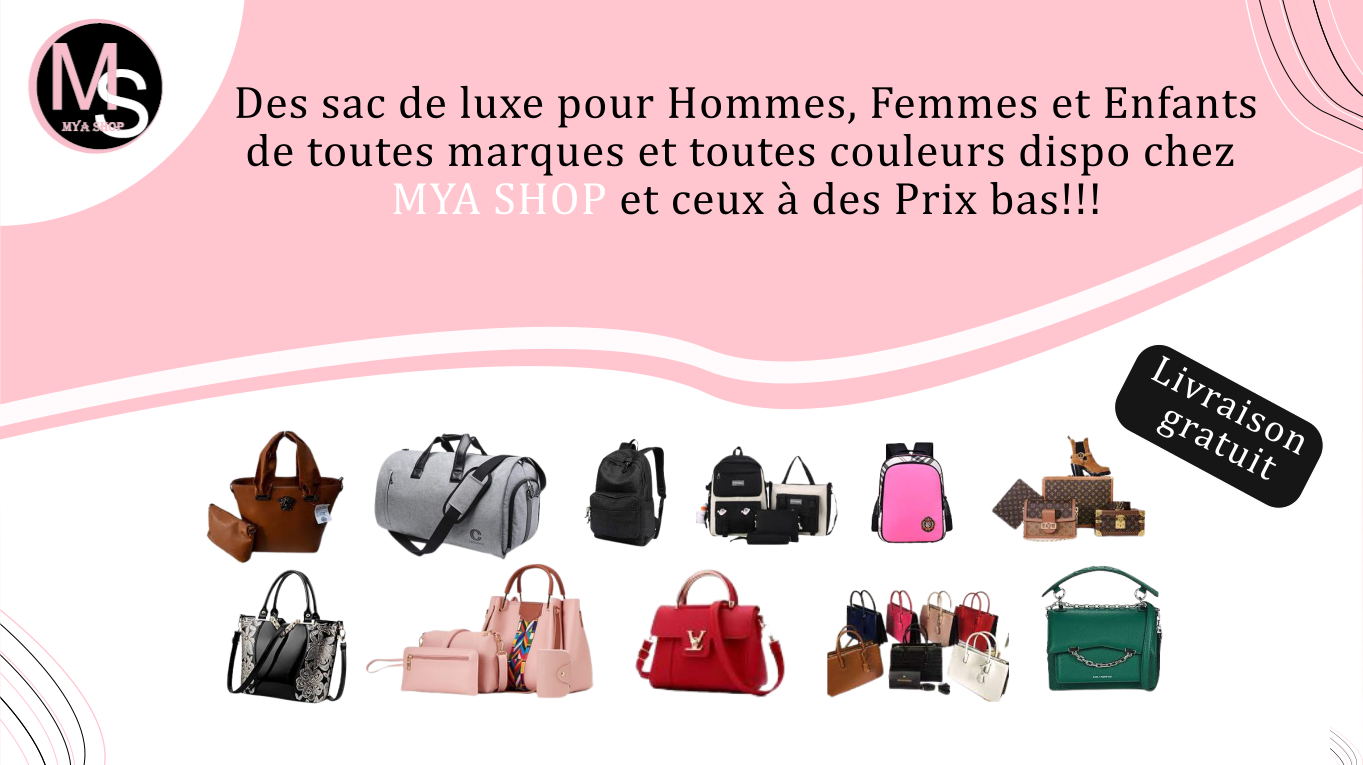 MS
MYA SHOP
Des sac de luxe pour Hommes, Femmes et Enfants
de toutes marques et toutes couleurs dispo chez
MYA SHOP et ceux à des Prix bas!!!
Livraison
gratuit